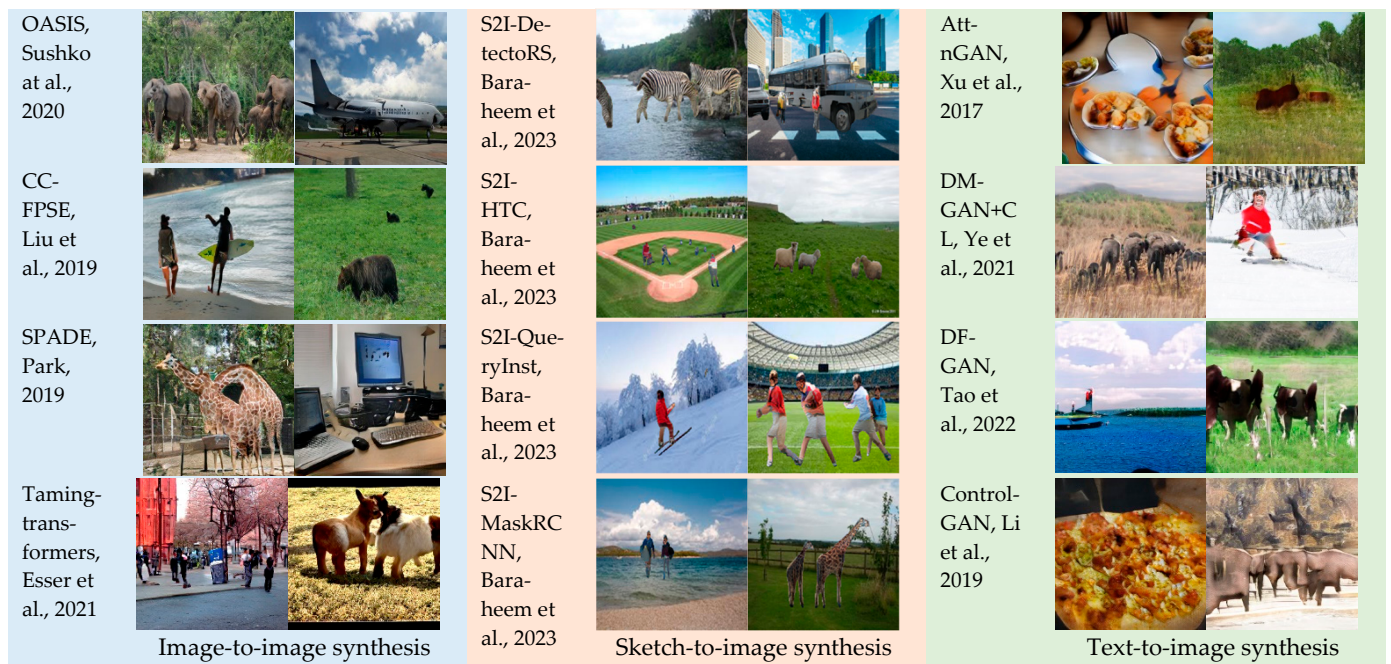 OASIS,
Sushko
at al.,
2020
CC-
FPSE,
Liu et
al., 2019
SPADE,
Park,
2019
Taming-
trans-
formers,
Esser et
al., 2021
Image-to-image synthesis
S2I-De-
tectoRS,
Bara-
heem et
al., 2023
S2I-
HTC,
Bara-
heem et
al., 2023
S2I-Que-
ryInst,
Bara-
heem et
al., 2023
S2I-
MaskRC
NN,
Bara-
heem et
al., 2023
Sketch-to-image synthesis
Att-
nGAN,
Xu et al.,
2017
DM-
GAN+C
L, Ye et
al., 2021
DF-
GAN,
Tao et
al., 2022
Control-
GAN, Li
et al.,
2019
Text-to-image synthesis